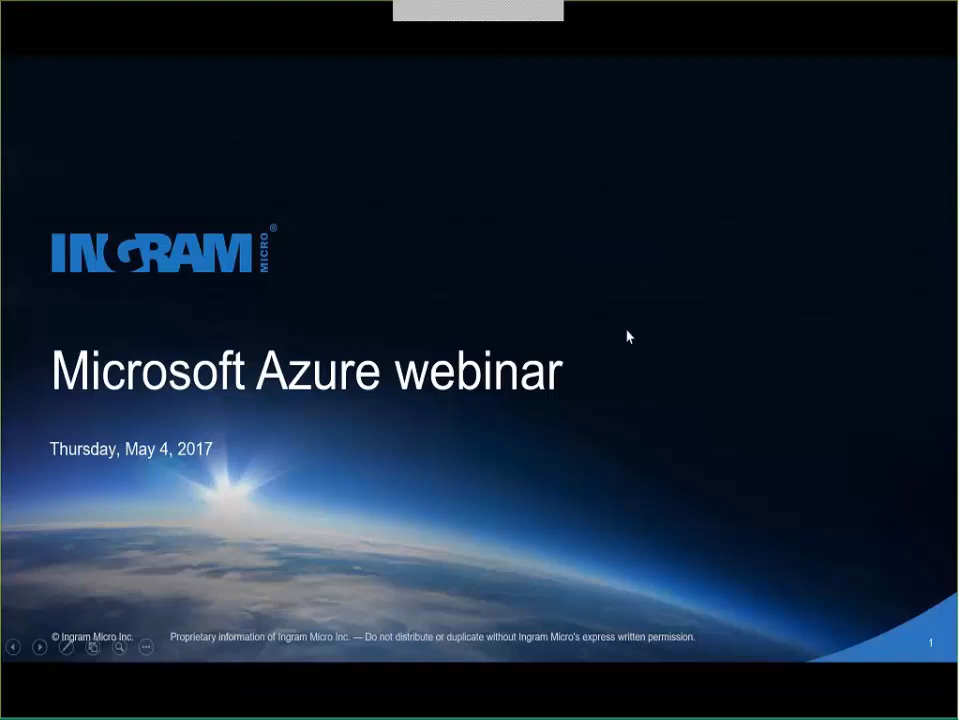 INGRAM MICRO®
Microsoft Azure webinar
Thursday, May 4, 2017
© Ingram Micro Inc. Proprietary information of Ingram Micro Inc. — Do not distribute or duplicate without Ingram Micro's express written permission.
1